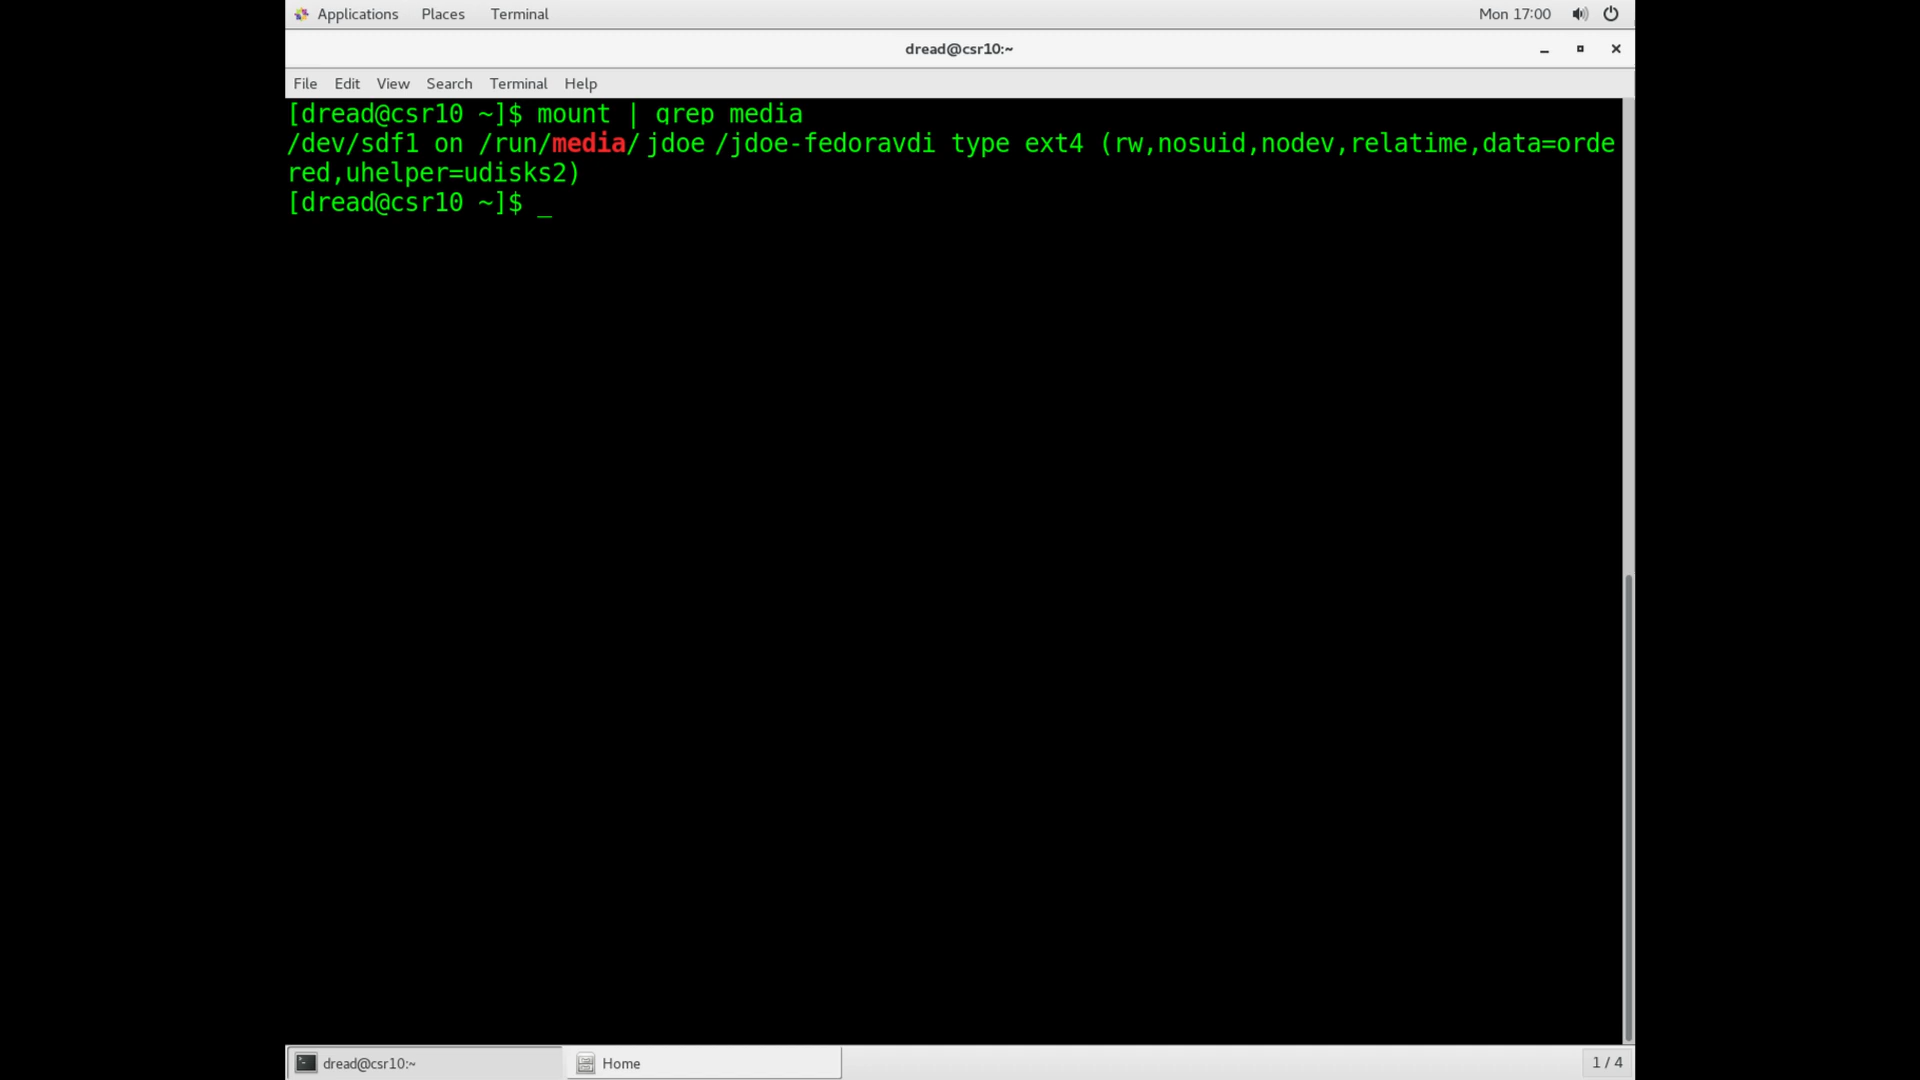 Applications Places Terminal Mon 17:00
dread@csr10:~
File Edit View Search Terminal Help
[dread@csr10 ~]$ mount | grep media
/dev/sdf1 on /run/media/ jdoe /jdoe-fedoravdi type ext4 (rw,nosuid,nodev,relatime,data=orde
red,uhelper=udisks2)
[dread@csr10 ~]$ _
dread@csr10:~ Home 1 / 4